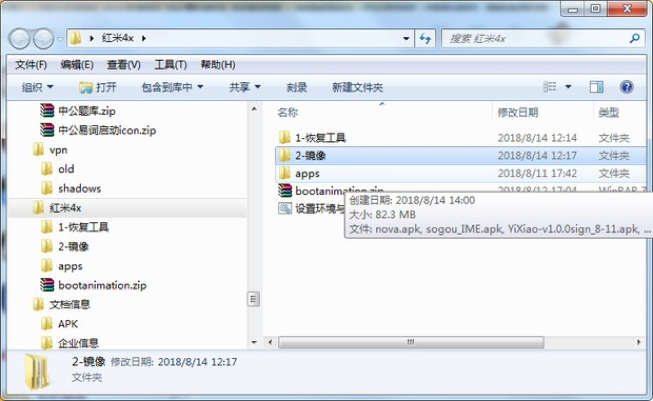 红米4x
搜索 红米4x
文件(F) 编辑(E) 查看(V) 工具(T) 帮助(H)
组织 打开 包含到库中 共享 刻录 新建文件夹
中公题库.zip
中公易词启动icon.zip
vpn
old
shadows
红米4x
1-恢复工具
2-镜像
apps
bootanimation.zip
文档信息
APK
企业信息
名称 修改日期 类型
1-恢复工具 2018/8/14 12:14 文件夹
2-镜像 2018/8/14 12:17 文件夹
apps 2018/8/11 17:42 文件夹
bootanimation.zip 2018/8/12 17:04 WinRAR Z
设置环境与
创建日期: 2018/8/14 14:00
大小: 82.3 MB
文件: nova.apk, sogou_IME.apk, YiXiao-v1.0.0sign_8-11.apk, ...
2-镜像 修改日期: 2018/8/14 12:17
文件夹